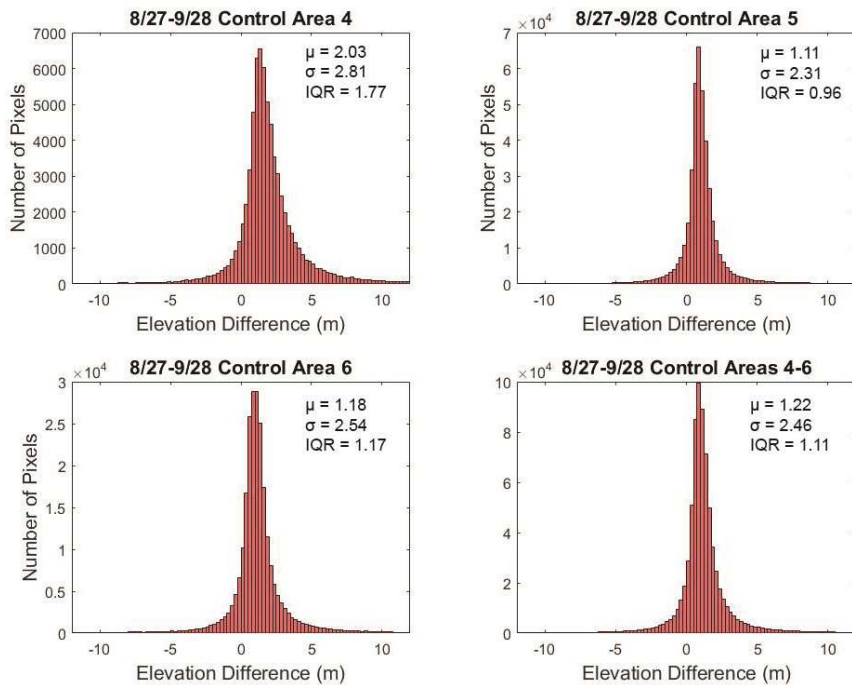 8/27-9/28 Control Area 4
7000
6000
5000
4000
3000
2000
1000
0
Number of Pixels
μ = 2.03
σ = 2.81
IQR = 1.77
-10 -5 0 5 10
Elevation Difference (m)
8/27-9/28 Control Area 5
×10⁴
7
6
5
4
3
2
1
0
Number of Pixels
μ = 1.11
σ = 2.31
IQR = 0.96
-10 -5 0 5 10
Elevation Difference (m)
8/27-9/28 Control Area 6
×10⁴
3
2.5
2
1.5
1
0.5
0
Number of Pixels
μ = 1.18
σ = 2.54
IQR = 1.17
-10 -5 0 5 10
Elevation Difference (m)
8/27-9/28 Control Areas 4-6
×10⁴
10
8
6
4
2
0
Number of Pixels
μ = 1.22
σ = 2.46
IQR = 1.11
-10 -5 0 5 10
Elevation Difference (m)